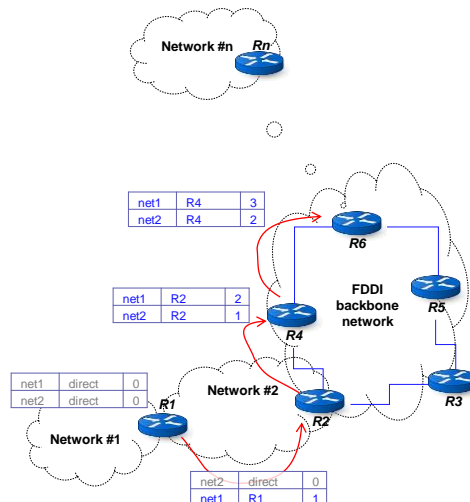 Network #n
Rn
net1 R4 3
net2 R4 2
R6
FDDI
backbone
network
R5
net1 R2 2
net2 R2 1
R4
net1 direct 0
net2 direct 0
Network #2
R3
R1
R2
Network #1
net2 direct 0
net1 R1 1